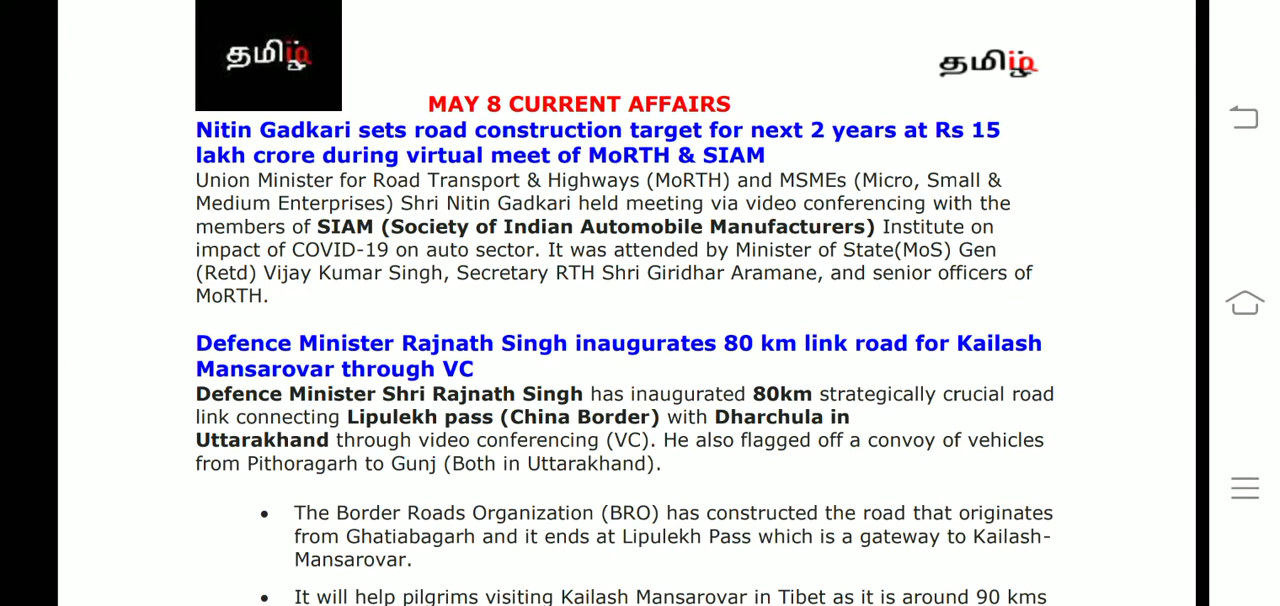 தமிழ்
தமிழ்
MAY 8 CURRENT AFFAIRS
Nitin Gadkari sets road construction target for next 2 years at Rs 15
lakh crore during virtual meet of MoRTH & SIAM
Union Minister for Road Transport & Highways (MoRTH) and MSMEs (Micro, Small &
Medium Enterprises) Shri Nitin Gadkari held meeting via video conferencing with the
members of SIAM (Society of Indian Automobile Manufacturers) Institute on
impact of COVID-19 on auto sector. It was attended by Minister of State(MoS) Gen
(Retd) Vijay Kumar Singh, Secretary RTH Shri Giridhar Aramane, and senior officers of
MoRTH.
Defence Minister Rajnath Singh inaugurates 80 km link road for Kailash
Mansarovar through VC
Defence Minister Shri Rajnath Singh has inaugurated 80km strategically crucial road
link connecting Lipulekh pass (China Border) with Dharchula in
Uttarakhand through video conferencing (VC). He also flagged off a convoy of vehicles
from Pithoragarh to Gunj (Both in Uttarakhand).
• The Border Roads Organization (BRO) has constructed the road that originates
from Ghatiabagarh and it ends at Lipulekh Pass which is a gateway to Kailash-
Mansarovar.
• It will help pilgrims visiting Kailash Mansarovar in Tibet as it is around 90 kms